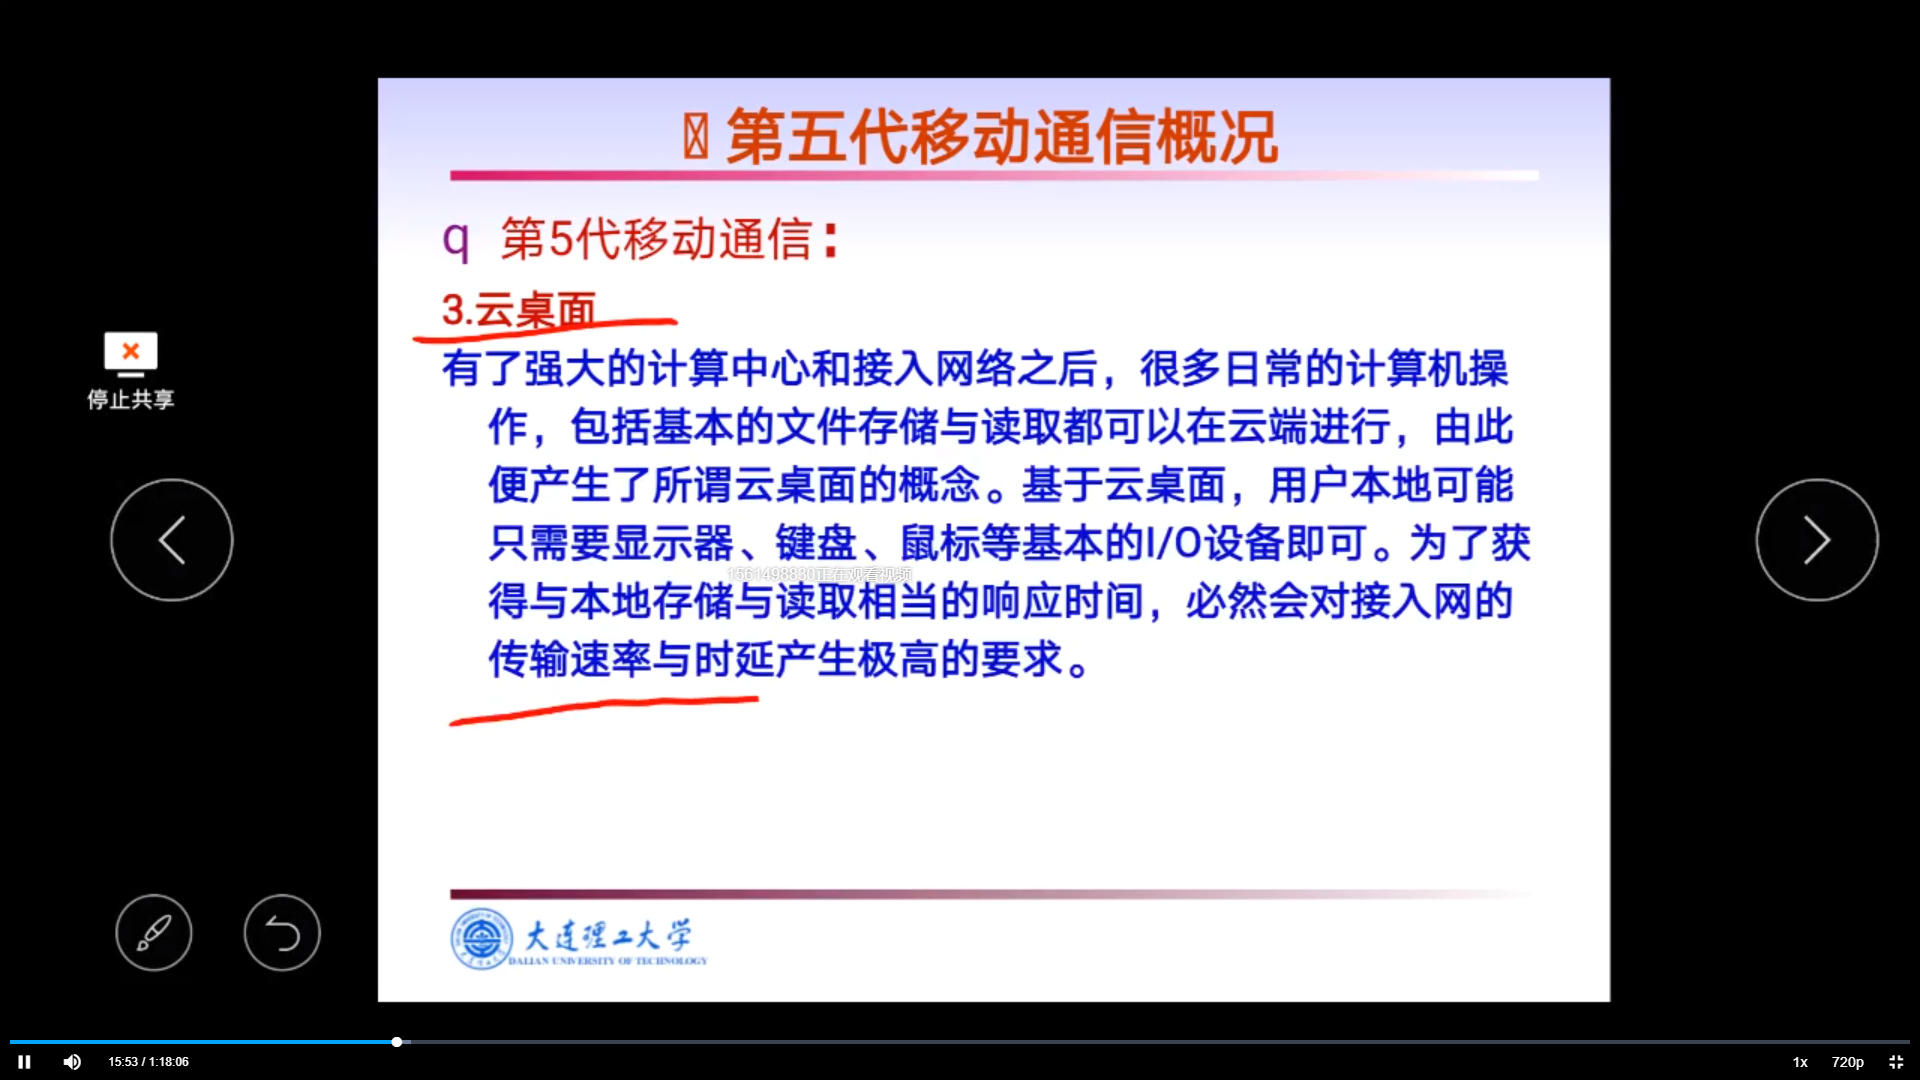 第五代移动通信概况
q 第5代移动通信：
3.云桌面
停止共享
有了强大的计算中心和接入网络之后，很多日常的计算机操
作，包括基本的文件存储与读取都可以在云端进行，由此
便产生了所谓云桌面的概念。基于云桌面，用户本地可能
只需要显示器、键盘、鼠标等基本的I/O设备即可。为了获
1561498830正在观看视频
得与本地存储与读取相当的响应时间，必然会对接入网的
传输速率与时延产生极高的要求。
大连理工大学
DALIAN UNIVERSITY OF TECHNOLOGY
15:53 / 1:18:06
1x
720p